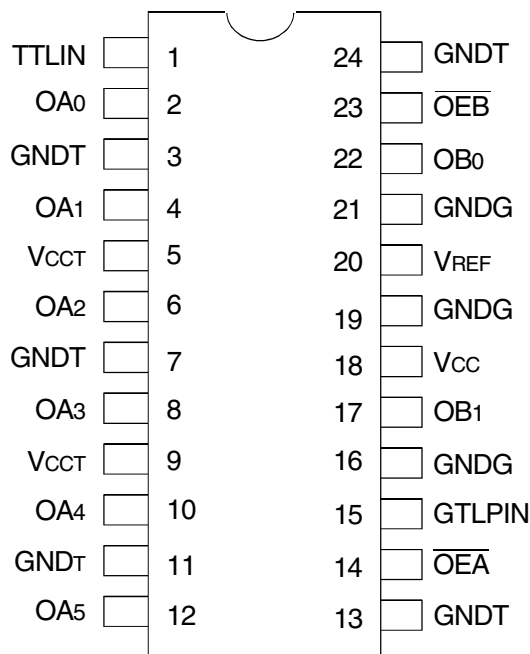 TTLIN 1 24 GNDT
OA0 2 23 OEB
GNDT 3 22 OB0
OA1 4 21 GNDG
VCCT 5 20 VREF
OA2 6 19 GNDG
GNDT 7 18 VCC
OA3 8 17 OB1
VCCT 9 16 GNDG
OA4 10 15 GTLPIN
GNDT 11 14 OEA
OA5 12 13 GNDT